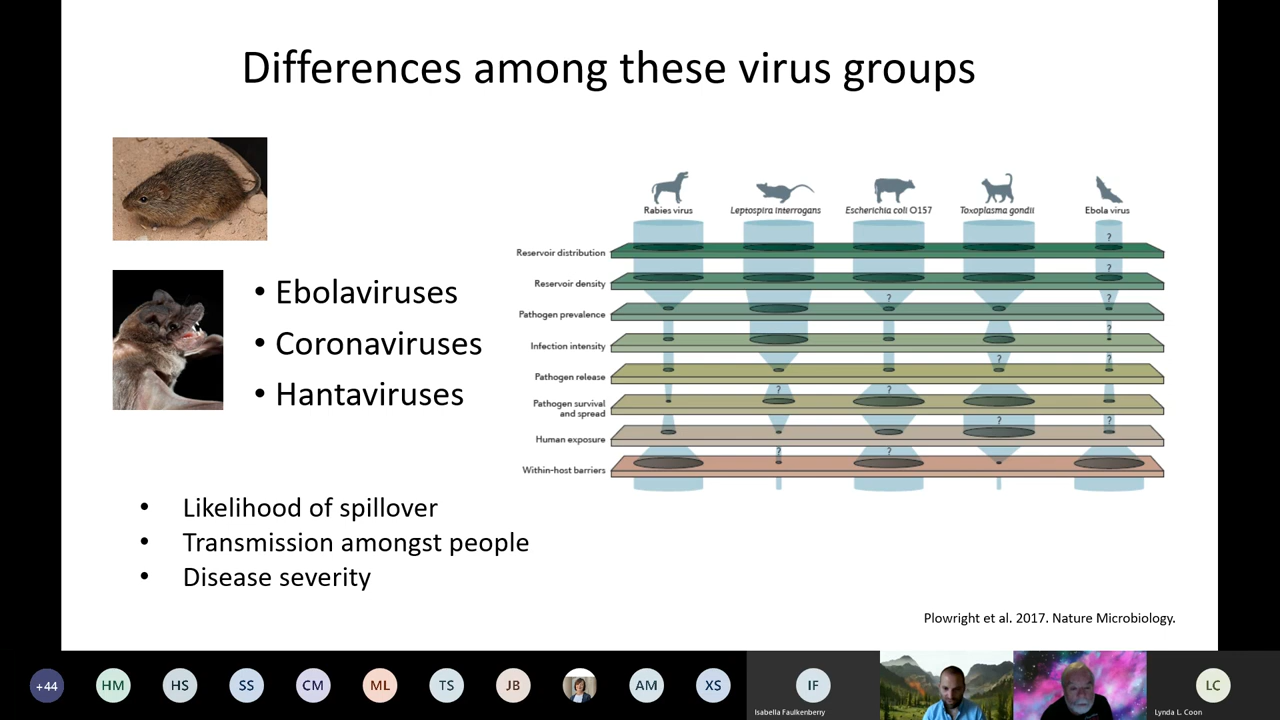 Differences among these virus groups
• Ebolaviruses
• Coronaviruses
• Hantaviruses
• Likelihood of spillover
• Transmission amongst people
• Disease severity
Rabies virus
Leptospira interrogans
Escherichia coli O157
Toxoplasma gondii
Ebola virus
Reservoir distribution
?
Reservoir density
?
Pathogen prevalence
? ?
Infection intensity
?
Pathogen release
? ?
Pathogen survival
and spread
? ? ?
Human exposure
? ?
Within-host barriers
? ?
Plowright et al. 2017. Nature Microbiology.
+44
HM
HS
SS
CM
ML
TS
JB
AM
XS
IF
Isabella Faulkenberry
LC
Lynda L. Coon